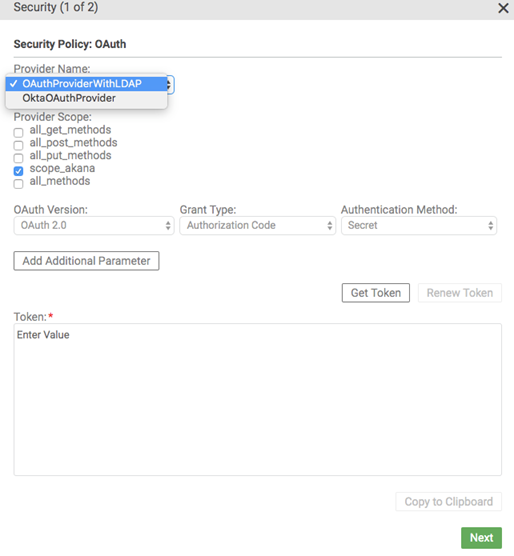 Security (1 of 2)
Security Policy: OAuth
Provider Name:
OAuthProviderWithLDAP
OktaOAuthProvider
Provider Scope:
all_get_methods
all_post_methods
all_put_methods
scope_akana
all_methods
OAuth Version: Grant Type: Authentication Method:
OAuth 2.0 Authorization Code Secret
Add Additional Parameter
Get Token Renew Token
Token:*
Enter Value
Copy to Clipboard
Next